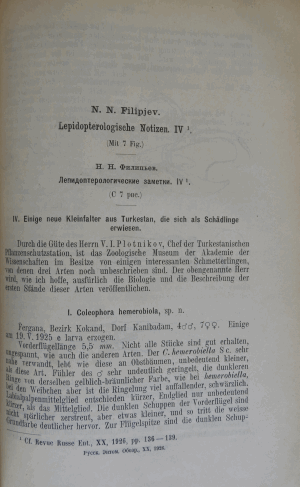 N. N. Filipjev.
Lepidopterologische Notizen. IV ¹.
(Mit 7 Fig.)
Н. Н. Филипьев.
Лепидоптерологические заметки. IV ¹.
(С 7 рис.)
IV. Einige neue Kleinfalter aus Turkestan, die sich als Schädlinge
erwiesen.
Durch die Güte des Herrn V. I. Plotnikov, Chef der Turkestanischen
Pflanzenschutzstation, ist das Zoologische Museum der Akademie der
Wissenschaften im Besitze von einigen interessanten Schmetterlingen,
von denen drei Arten noch unbeschrieben sind. Der obengenannte Herr
wird, wie ich hoffe, ausführlich die Biologie und die Beschreibung der
ersten Stände dieser Arten veröffentlichen.
1. Coleophora hemerobiola, sp. n.
Fergana, Bezirk Kokand, Dorf Kanibadam, 4♂♂, 7♀♀. Einige
am 19. V. 1925 e larva erzogen.
Vorderflügellänge 5,5 mm. Nicht alle Stücke sind gut erhalten,
angespannt, wie auch die anderen Arten. Der C. hemerobiella Sc. sehr
nahe verwandt, lebt wie diese an Obstbäumen, unbedeutend kleiner,
als diese Art. Fühler des ♂ sehr undeutlich geringelt, die dunkleren
Ringe von derselben gelblich-bräunlicher Farbe, wie bei hemerobiella,
bei den Weibchen aber ist die Ringelung viel auffallender, schwärzlich.
Labialpalpenmittelglied entschieden kürzer, Endglied nur unbedeutend
kürzer, als das Mittelglied. Die dunklen Schuppen der Vorderflügel sind
nicht spärlicher zerstreut, aber etwas kleiner, und so tritt die weisse
Grundfarbe deutlicher hervor. Zur Flügelspitze sind die dunklen Schup-
¹ Cf. Revue Russe Ent., XX, 1926, pp. 136—139.
Русск. Энтом. Обозр., XX, 1926.